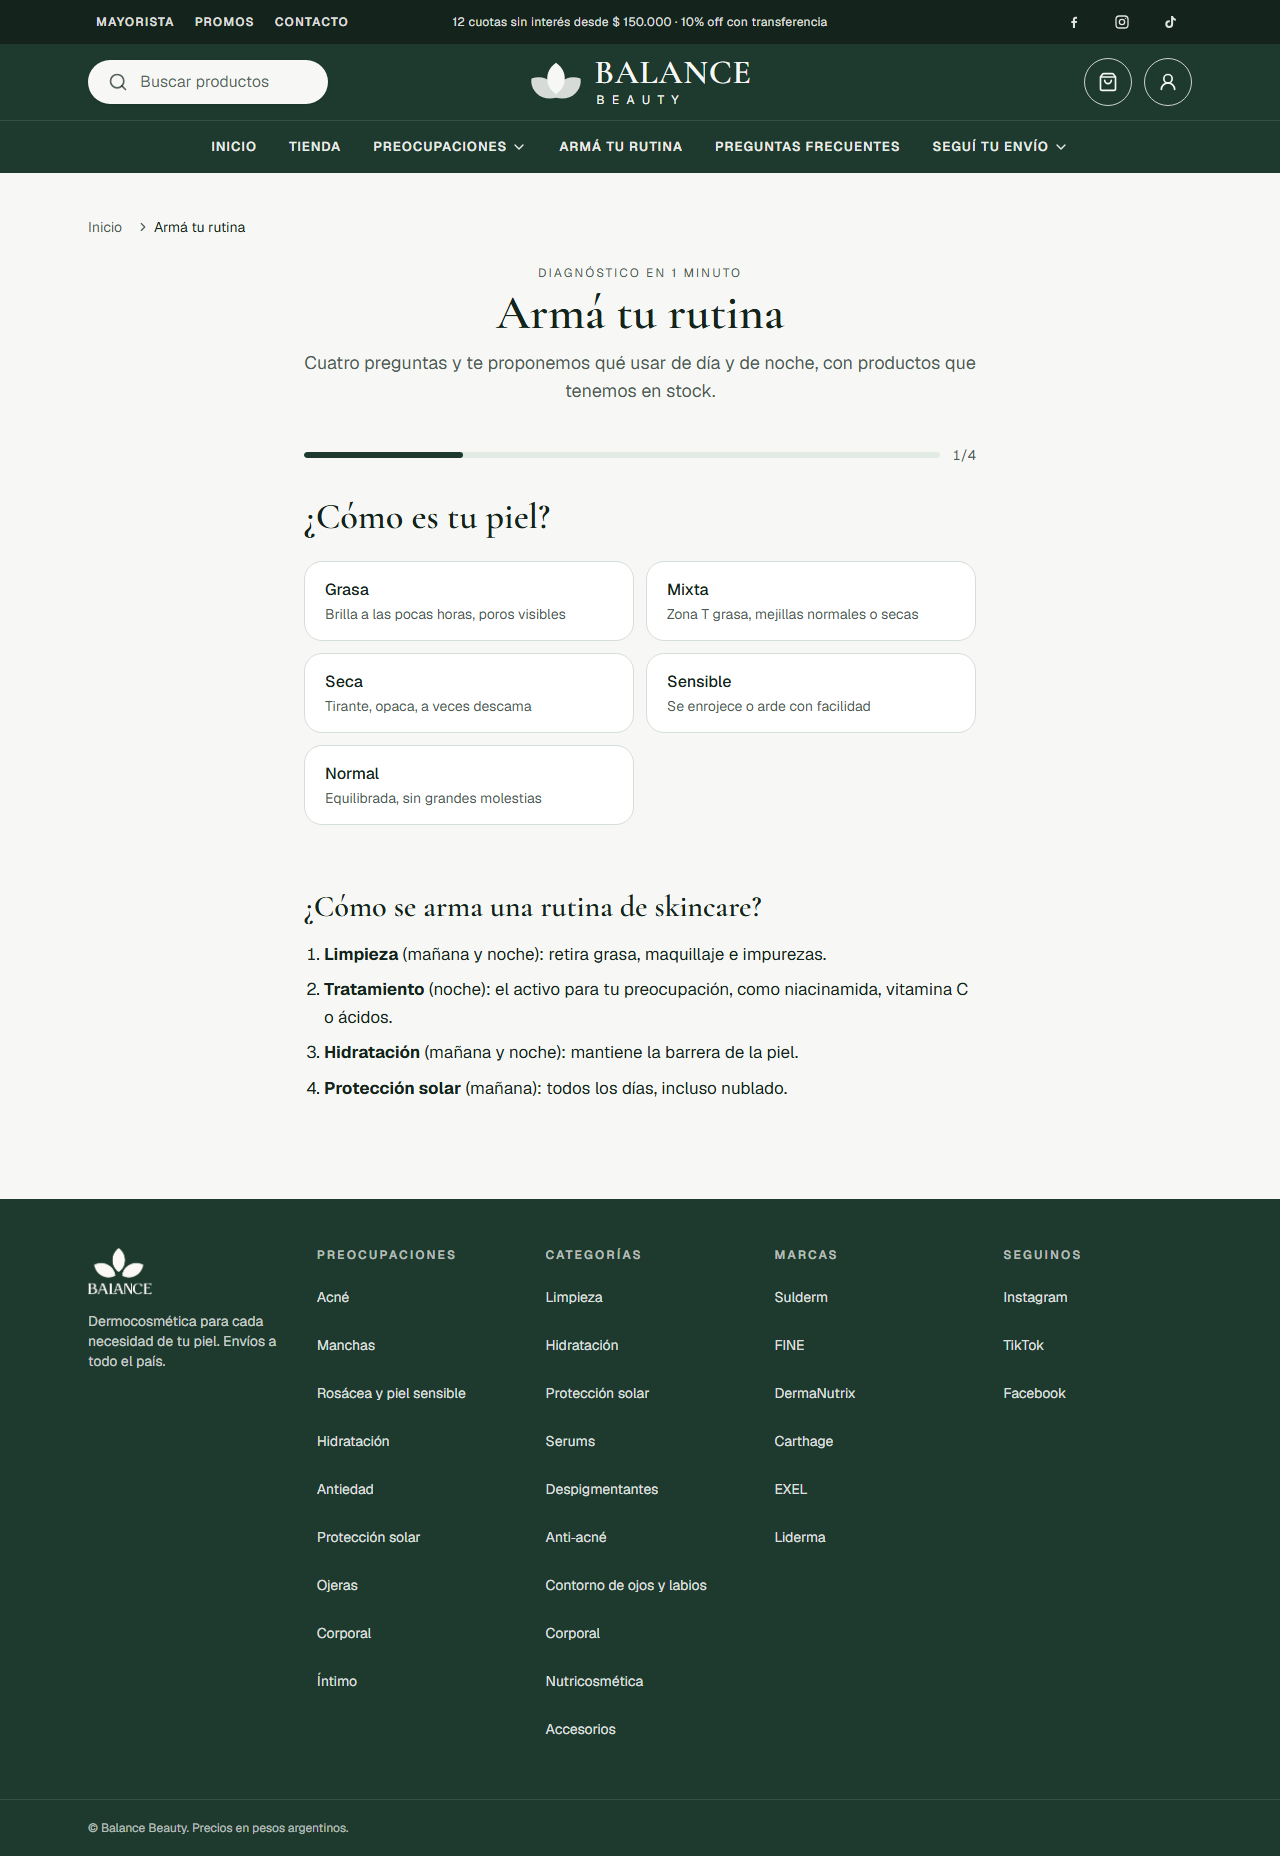 MAYORISTA PROMOS CONTACTO
12 cuotas sin interés desde $ 150.000 · 10% off con transferencia
Buscar productos
BALANCE
BEAUTY
INICIO TIENDA PREOCUPACIONES ARMÁ TU RUTINA PREGUNTAS FRECUENTES SEGUÍ TU ENVÍO
Inicio > Armá tu rutina
DIAGNÓSTICO EN 1 MINUTO
Armá tu rutina
Cuatro preguntas y te proponemos qué usar de día y de noche, con productos que
tenemos en stock.
1/4
¿Cómo es tu piel?
Grasa
Brilla a las pocas horas, poros visibles
Mixta
Zona T grasa, mejillas normales o secas
Seca
Tirante, opaca, a veces descama
Sensible
Se enrojece o arde con facilidad
Normal
Equilibrada, sin grandes molestias
¿Cómo se arma una rutina de skincare?
1. Limpieza (mañana y noche): retira grasa, maquillaje e impurezas.
2. Tratamiento (noche): el activo para tu preocupación, como niacinamida, vitamina C
o ácidos.
3. Hidratación (mañana y noche): mantiene la barrera de la piel.
4. Protección solar (mañana): todos los días, incluso nublado.
BALANCE
Dermocosmética para cada
necesidad de tu piel. Envíos a
todo el país.
PREOCUPACIONES
Acné
Manchas
Rosácea y piel sensible
Hidratación
Antiedad
Protección solar
Ojeras
Corporal
Íntimo
CATEGORÍAS
Limpieza
Hidratación
Protección solar
Serums
Despigmentantes
Anti-acné
Contorno de ojos y labios
Corporal
Nutricosmética
Accesorios
MARCAS
Sulderm
FINE
DermaNutrix
Carthage
EXEL
Liderma
SEGUINOS
Instagram
TikTok
Facebook
© Balance Beauty. Precios en pesos argentinos.